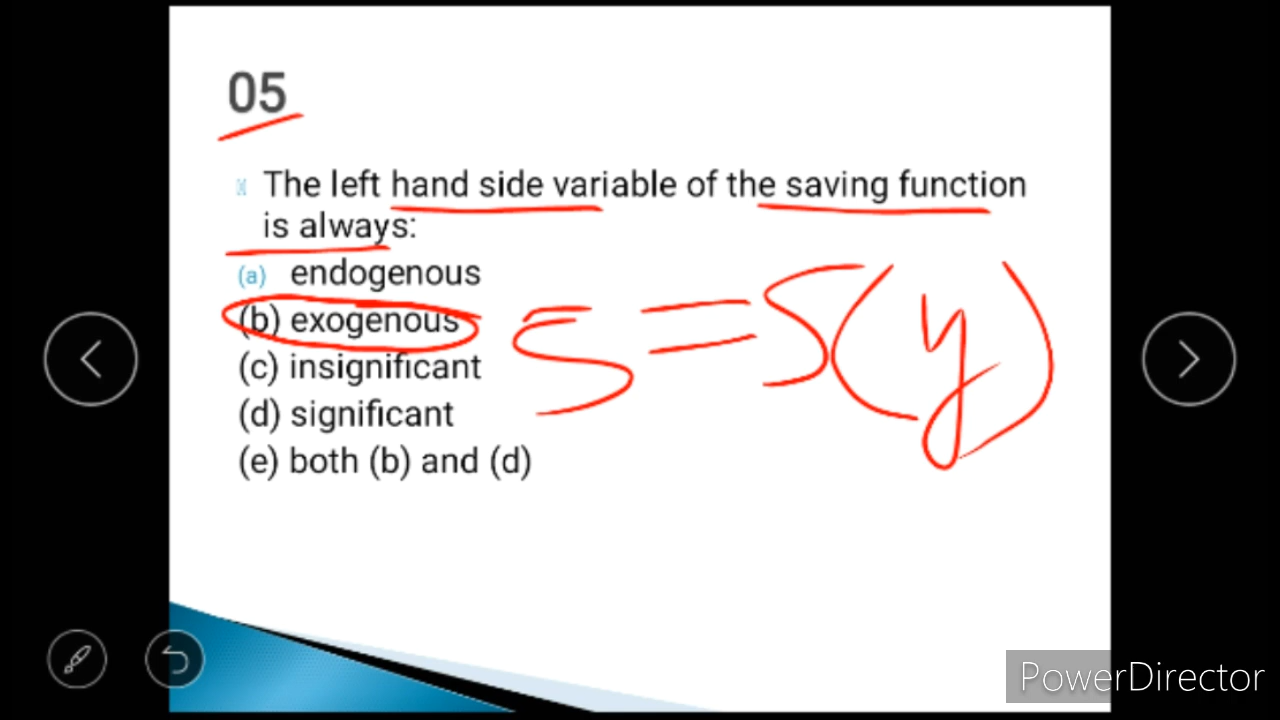 05
The left hand side variable of the saving function
is always:
(a) endogenous
(b) exogenous
(c) insignificant
(d) significant
(e) both (b) and (d)
S = S(y)
PowerDirector